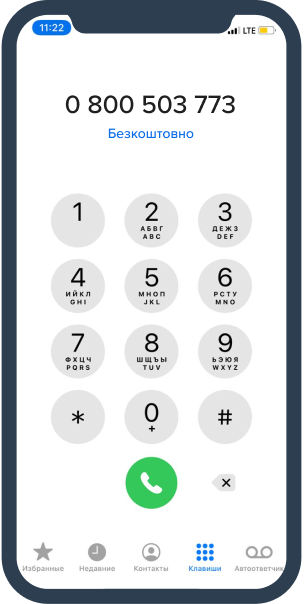 11:22 LTE
0 800 503 773
Безкоштовно
1 2 3
АБВГ ДЕЖЗ
ABC DEF
4 5 6
ИЙКЛ МНОП РСТУ
GHI JKL MNO
7 8 9
ФХЦЧ ШЩЪЫ ЬЭЮЯ
PQRS TUV WXYZ
* 0 #
+
Избранные Недавние Контакты Клавиши Автоответчик